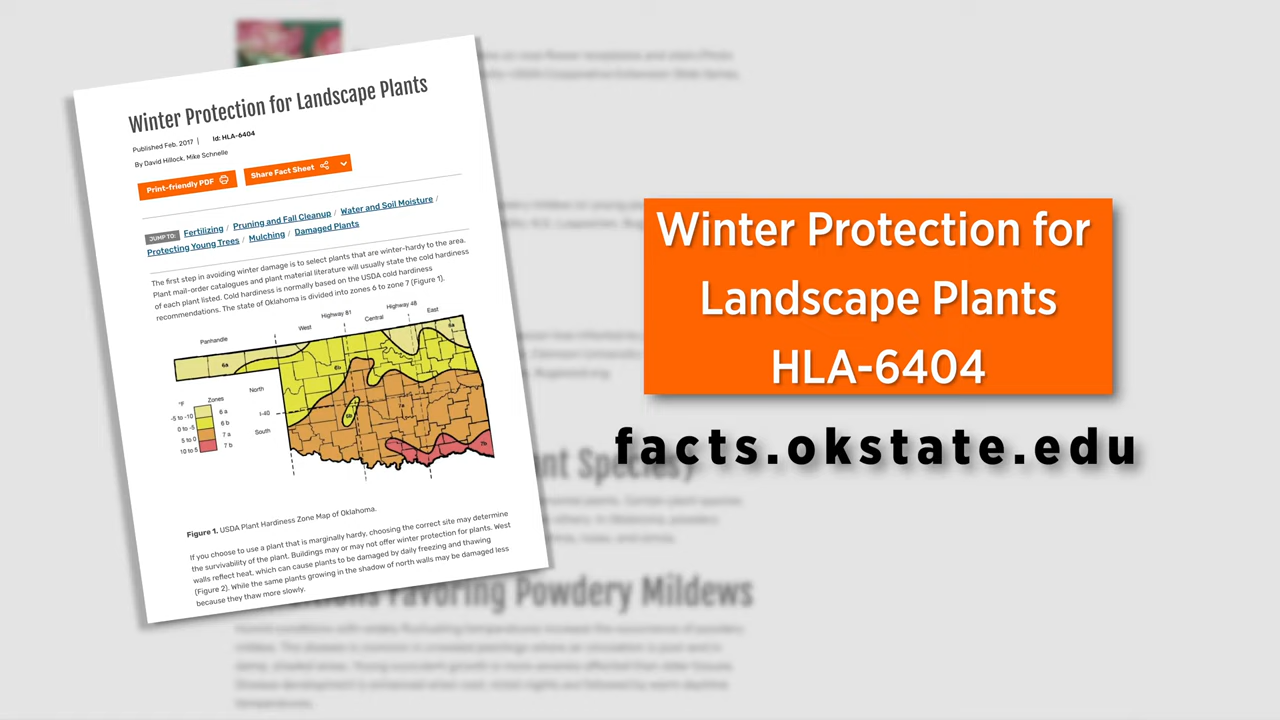 Winter Protection for Landscape Plants
Published Feb. 2017 | Id: HLA-6404
By David Hillock, Mike Schnelle
Print-friendly PDF
Share Fact Sheet
JUMP TO: Fertilizing / Pruning and Fall Cleanup / Water and Soil Moisture /
Protecting Young Trees / Mulching / Damaged Plants
The first step in avoiding winter damage is to select plants that are winter-hardy to the area.
Plant mail-order catalogues and plant material literature will usually state the cold hardiness
of each plant listed. Cold hardiness is normally based on the USDA cold hardiness
recommendations. The state of Oklahoma is divided into zones 6 to zone 7 (Figure 1).
Panhandle
West
Highway 81
Central
Highway 48
East
6a
6a
6b
6b
7b
North
I-40
South
°F Zones
-5 to -10 6 a
0 to -5 6 b
5 to 0 7 a
10 to 5 7 b
Figure 1. USDA Plant Hardiness Zone Map of Oklahoma.
If you choose to use a plant that is marginally hardy, choosing the correct site may determine
the survivability of the plant. Buildings may or may not offer winter protection for plants. West
walls reflect heat, which can cause plants to be damaged by daily freezing and thawing
(Figure 2). While the same plants growing in the shadow of north walls may be damaged less
because they thaw more slowly.
Winter Protection for
Landscape Plants
HLA-6404
facts.okstate.edu
Favoring Powdery Mildews